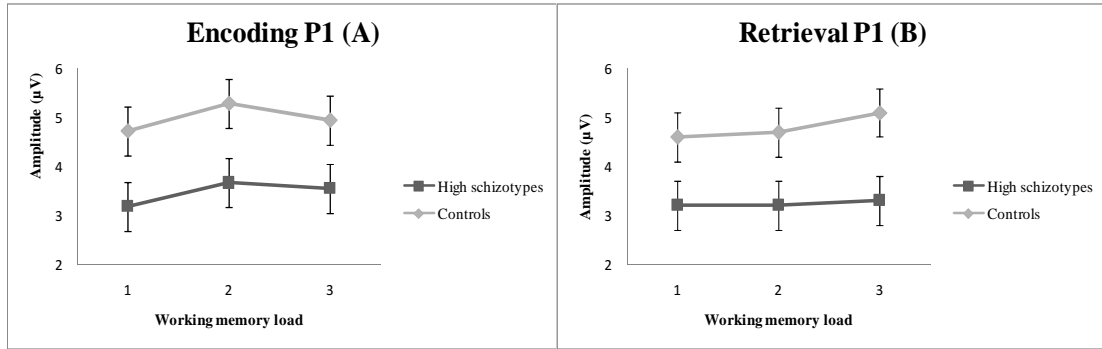 Encoding P1 (A)
Amplitude (µV)
6
5
4
3
2
1 2 3
Working memory load
High schizotypes
Controls
Retrieval P1 (B)
Amplitude (µV)
6
5
4
3
2
1 2 3
Working memory load
High schizotypes
Controls